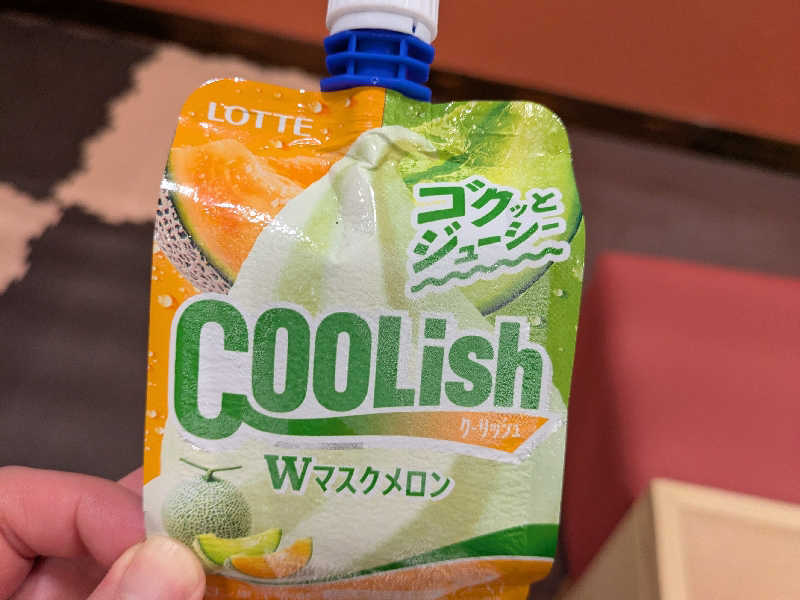 LOTTE
ゴクッと
ジューシー
COOLish
クーリッシュ
Wマスクメロン